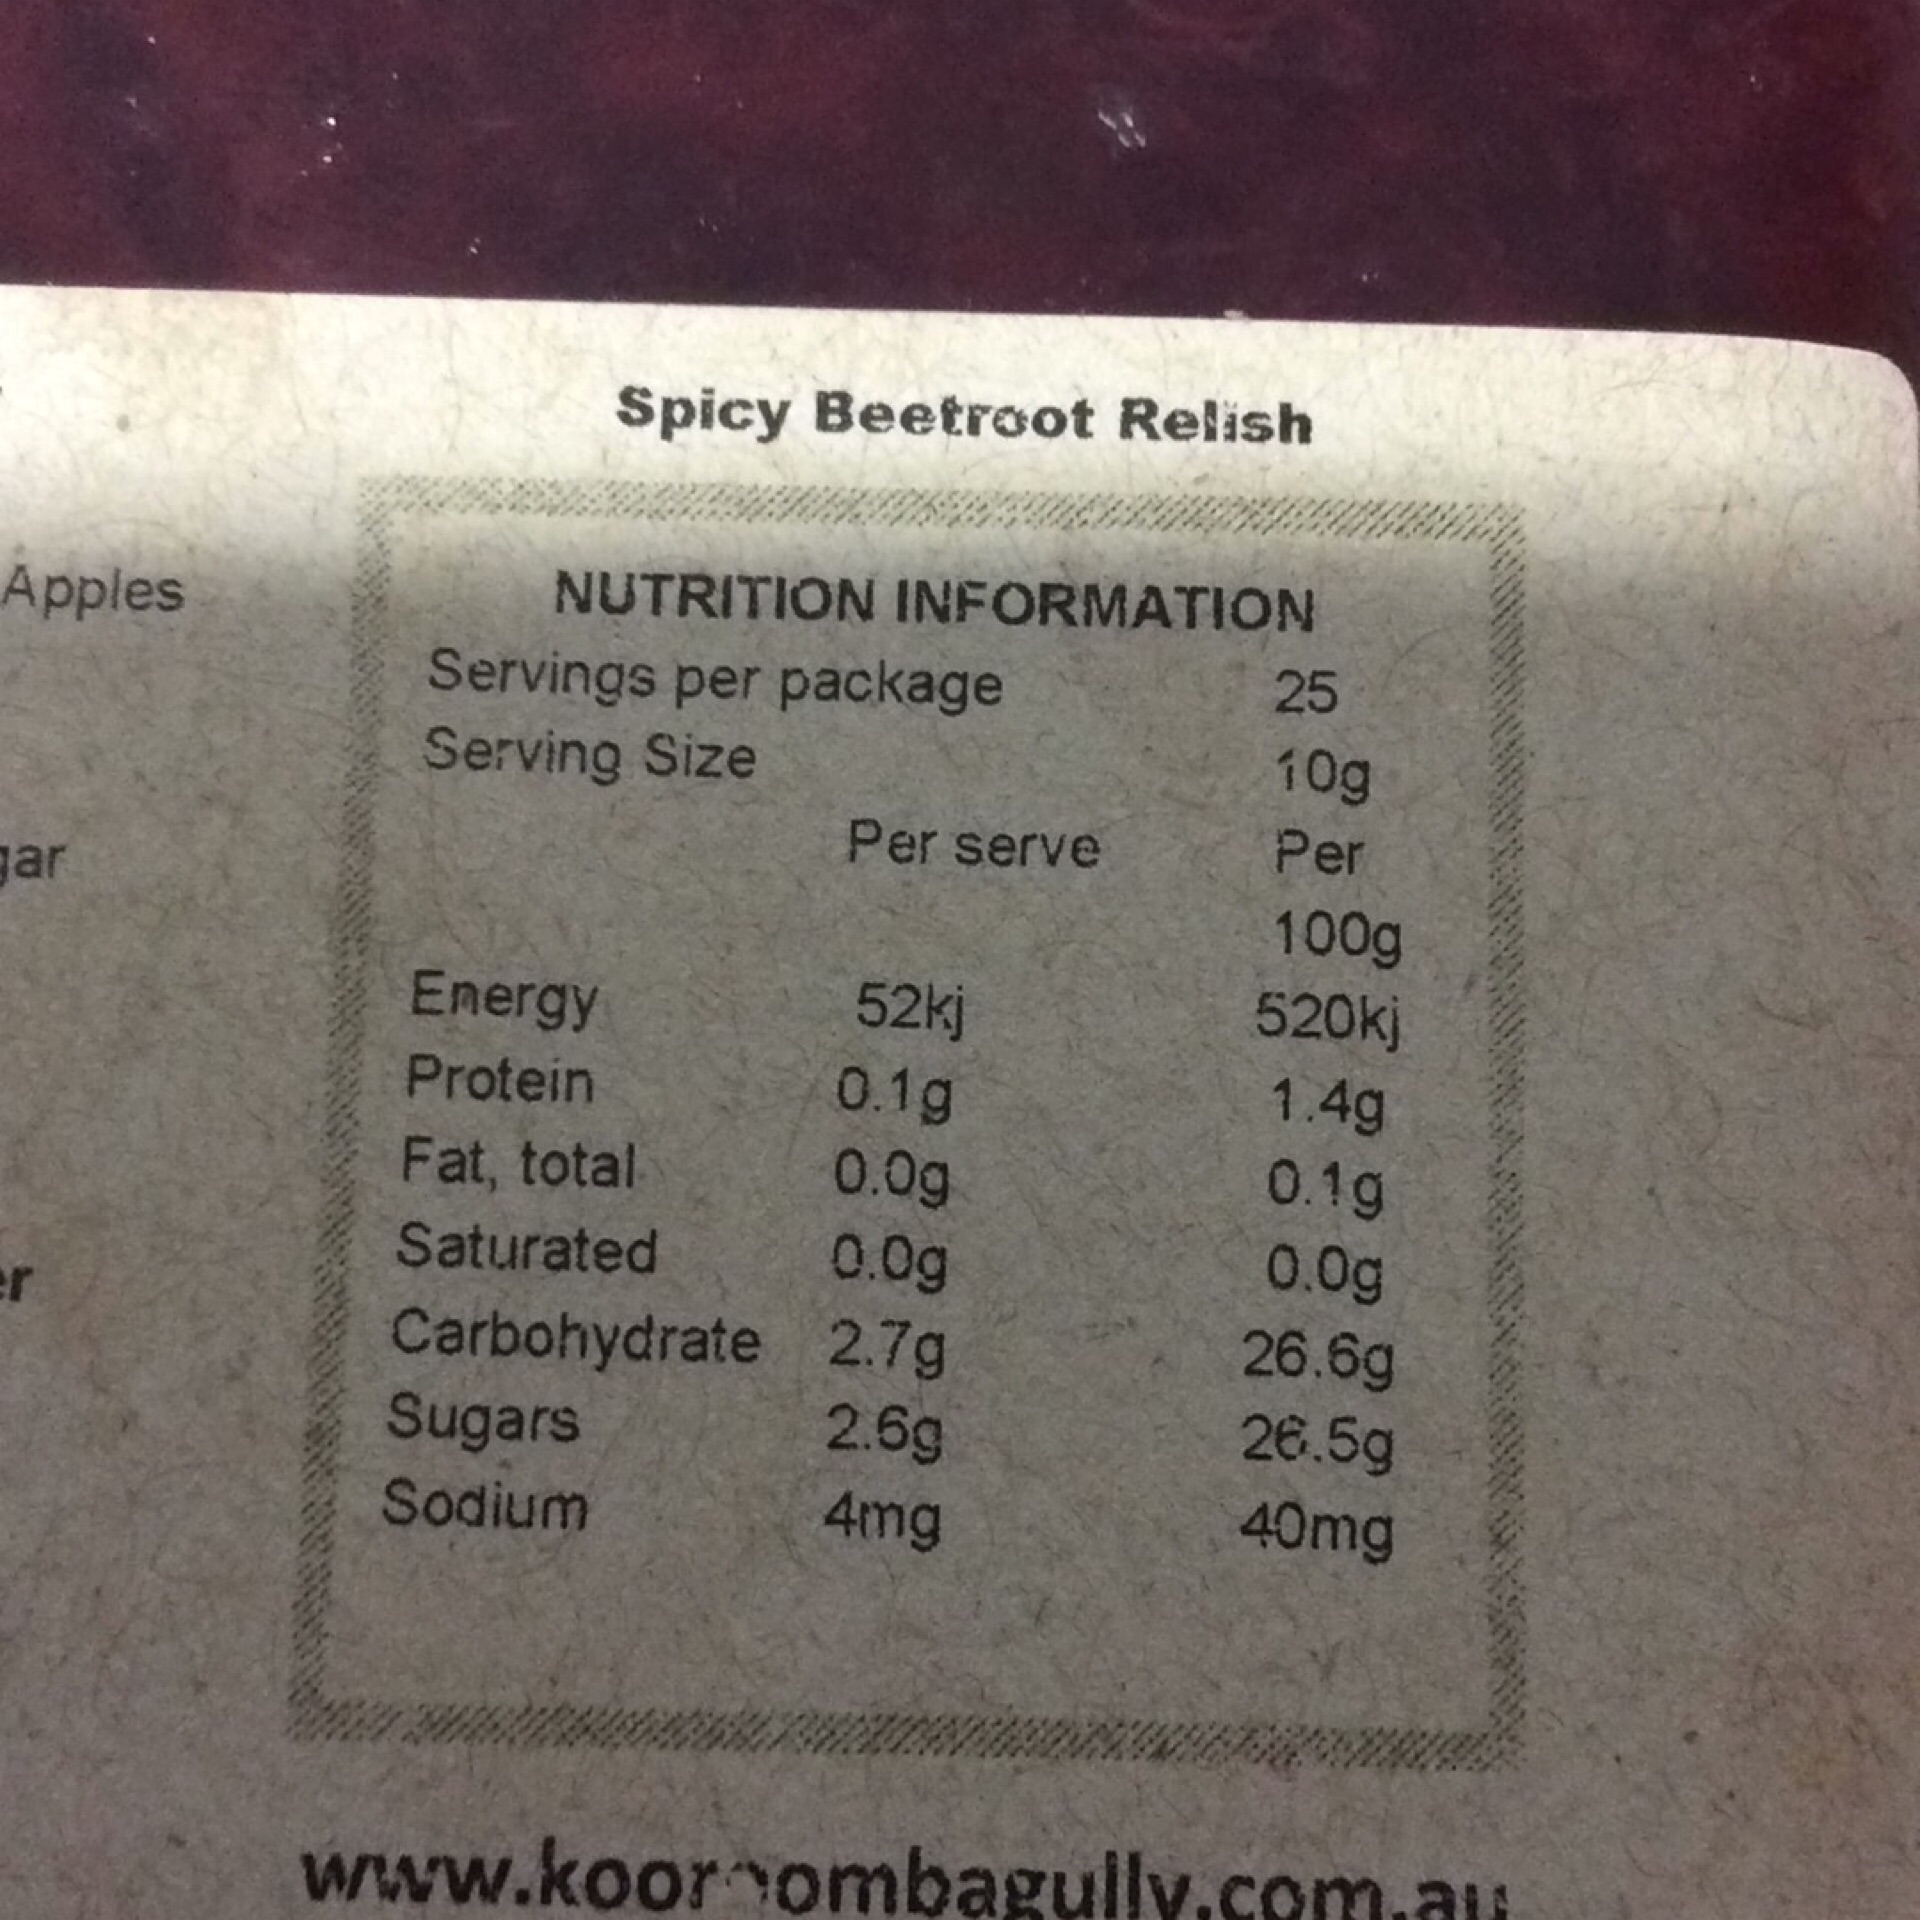 Spicy Beetroot Relish
Apples
gar
er
NUTRITION INFORMATION
Servings per package 25
Serving Size 10g
Per serve Per
100g
Energy 52kj 520kj
Protein 0.1g 1.4g
Fat, total 0.0g 0.1g
Saturated 0.0g 0.0g
Carbohydrate 2.7g 26.6g
Sugars 2.6g 26.5g
Sodium 4mg 40mg